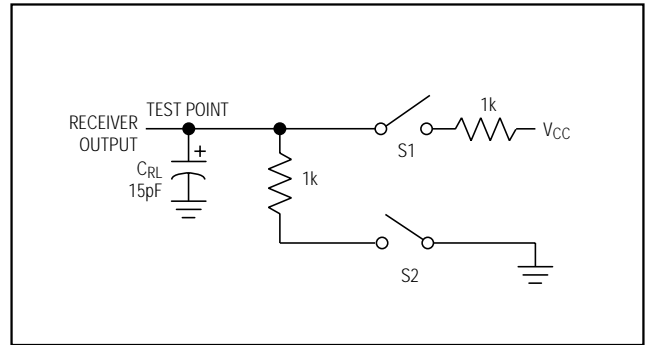 TEST POINT
RECEIVER
OUTPUT
+
CRL
15pF
1k
S1
1k
VCC
S2